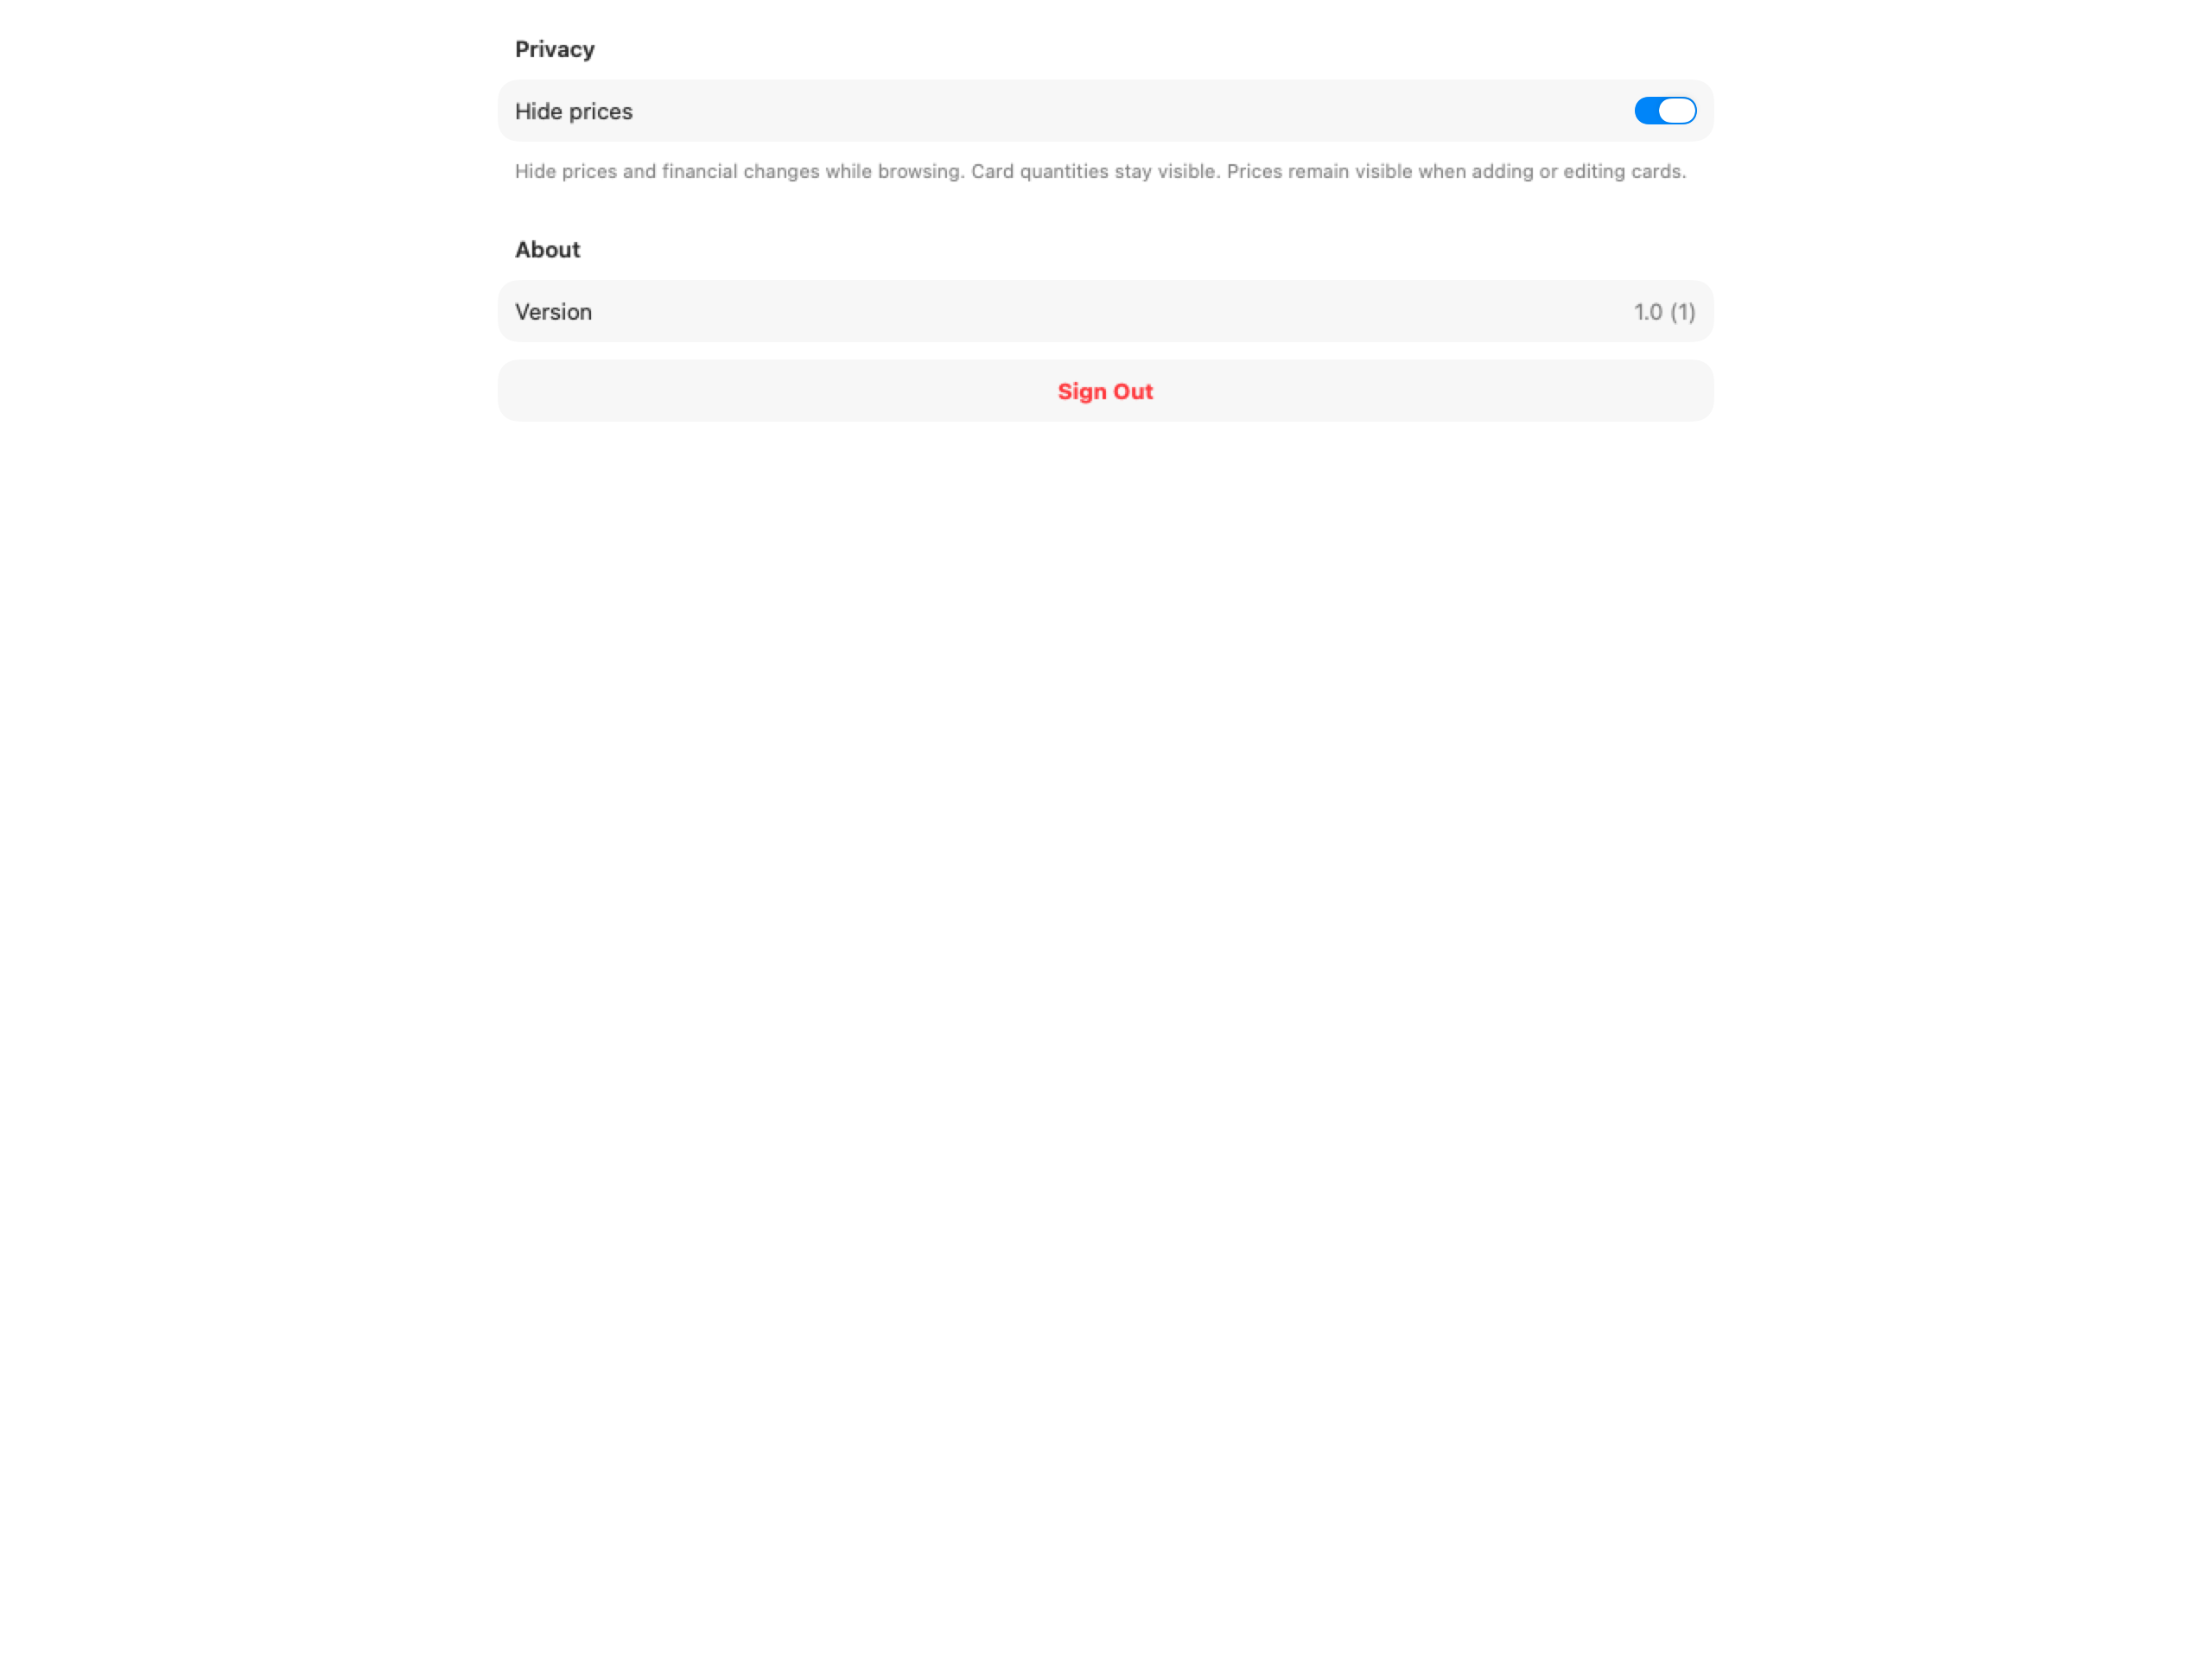 Privacy
Hide prices
Hide prices and financial changes while browsing. Card quantities stay visible. Prices remain visible when adding or editing cards.
About
Version 1.0 (1)
Sign Out